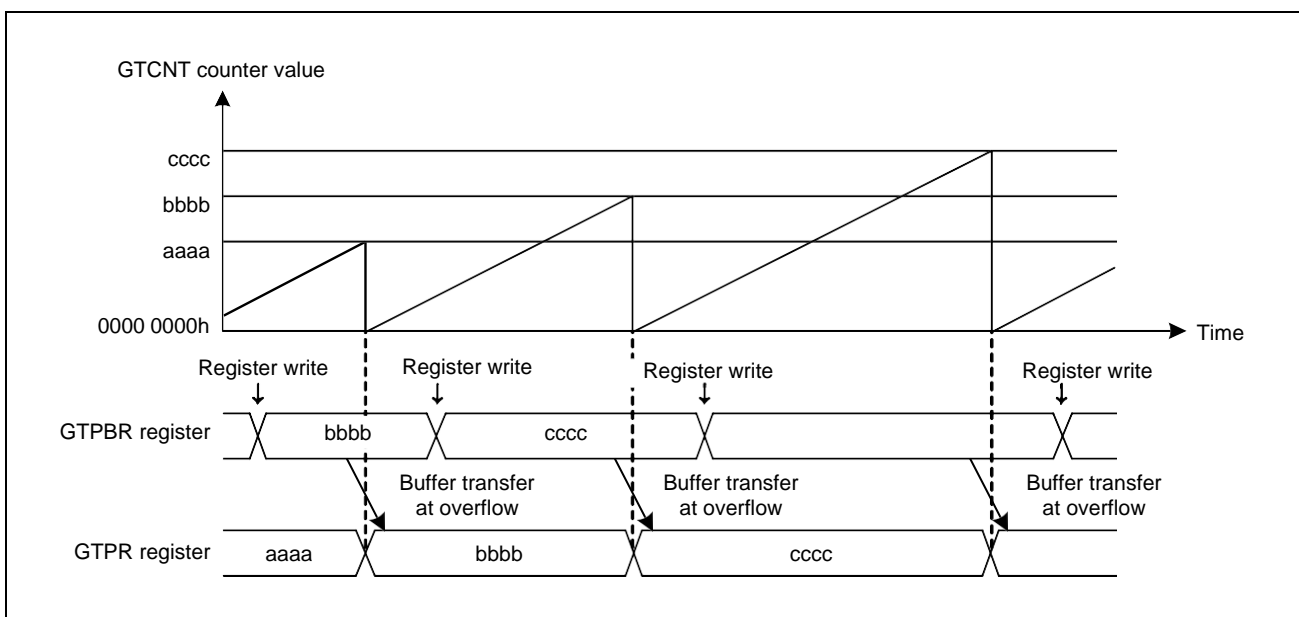 GTCNT counter value
cccc
bbbb
aaaa
0000 0000h
Time
Register write
Register write
Register write
Register write
GTPBR register
bbbb
cccc
Buffer transfer
at overflow
Buffer transfer
at overflow
Buffer transfer
at overflow
GTPR register
aaaa
bbbb
cccc